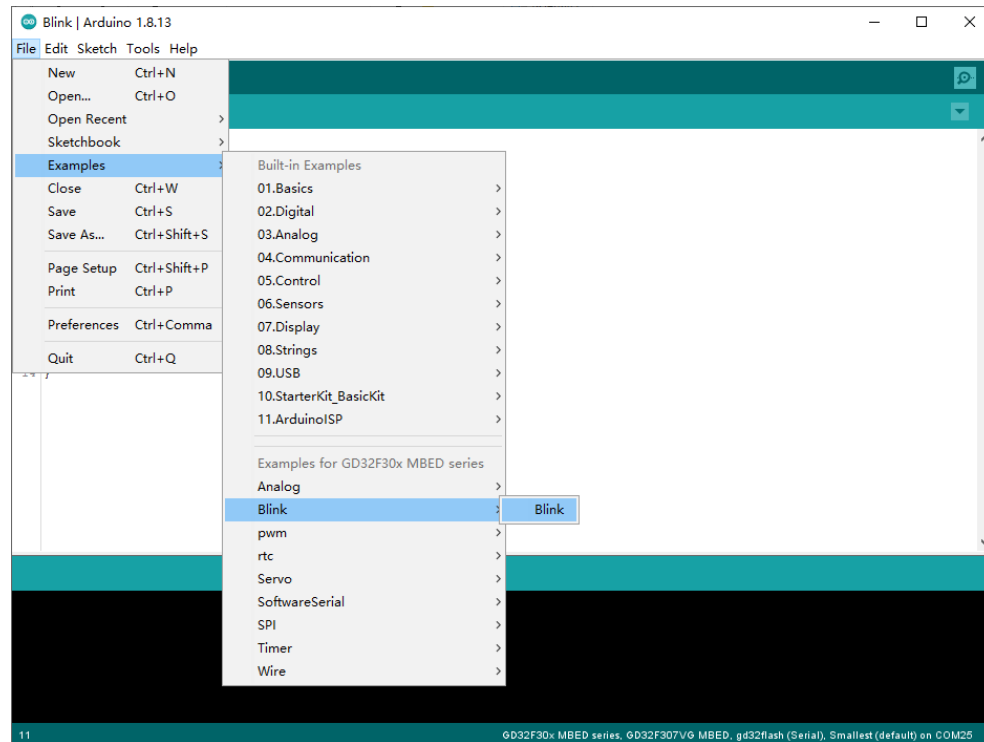 Blink | Arduino 1.8.13
File Edit Sketch Tools Help
New Ctrl+N
Open... Ctrl+O
Open Recent
Sketchbook
Examples
Close Ctrl+W
Save Ctrl+S
Save As... Ctrl+Shift+S
Page Setup Ctrl+Shift+P
Print Ctrl+P
Preferences Ctrl+Comma
Quit Ctrl+Q
Built-in Examples
01.Basics
02.Digital
03.Analog
04.Communication
05.Control
06.Sensors
07.Display
08.Strings
09.USB
10.StarterKit_BasicKit
11.ArduinoISP
Examples for GD32F30x MBED series
Analog
Blink
Blink
pwm
rtc
Servo
SoftwareSerial
SPI
Timer
Wire
11 GD32F30x MBED series, GD32F307VG MBED, gd32flash (Serial), Smallest (default) on COM25